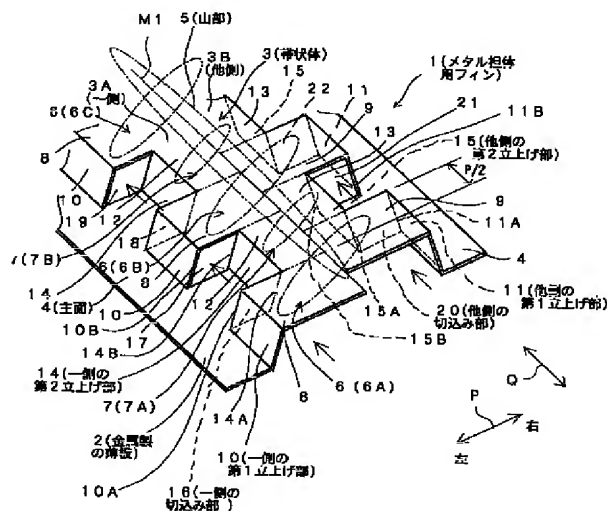 M1
5(山部)
3B(他側)
3(帯状体)
15
1(メタル担体
用フィン)
3A(一側)
13
22
11
9
21
11B
6(6C)
13
15(他側の
第2立上げ部)
8
P/2
10
19
12
9
11A
7(7B)
18
6(6B)
4
14
8
11(他側の
第1立上げ部)
4(主面)
10
12
15A
20(他側の
切込み部)
10B
17
15B
14B
14(一側の
第2立上げ部)
6(6A)
Q
7(7A)
14A
8
P
右
左
2(金属製
の薄板)
10(一側の
第1立上げ部)
10A
16(一側の
切込み部)